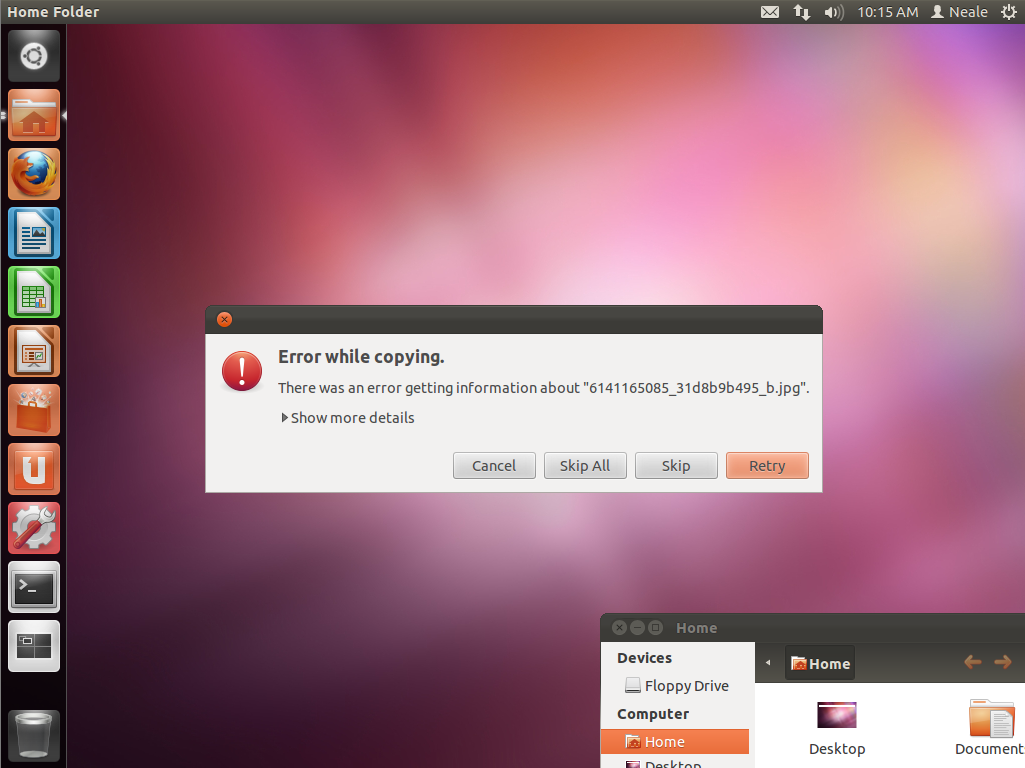 Home Folder
10:15 AM
Neale
Error while copying.
There was an error getting information about "6141165085_31d8b9b495_b.jpg".
Show more details
Cancel
Skip All
Skip
Retry
Home
Devices
Floppy Drive
Computer
Home
Desktop
Home
Desktop
Document